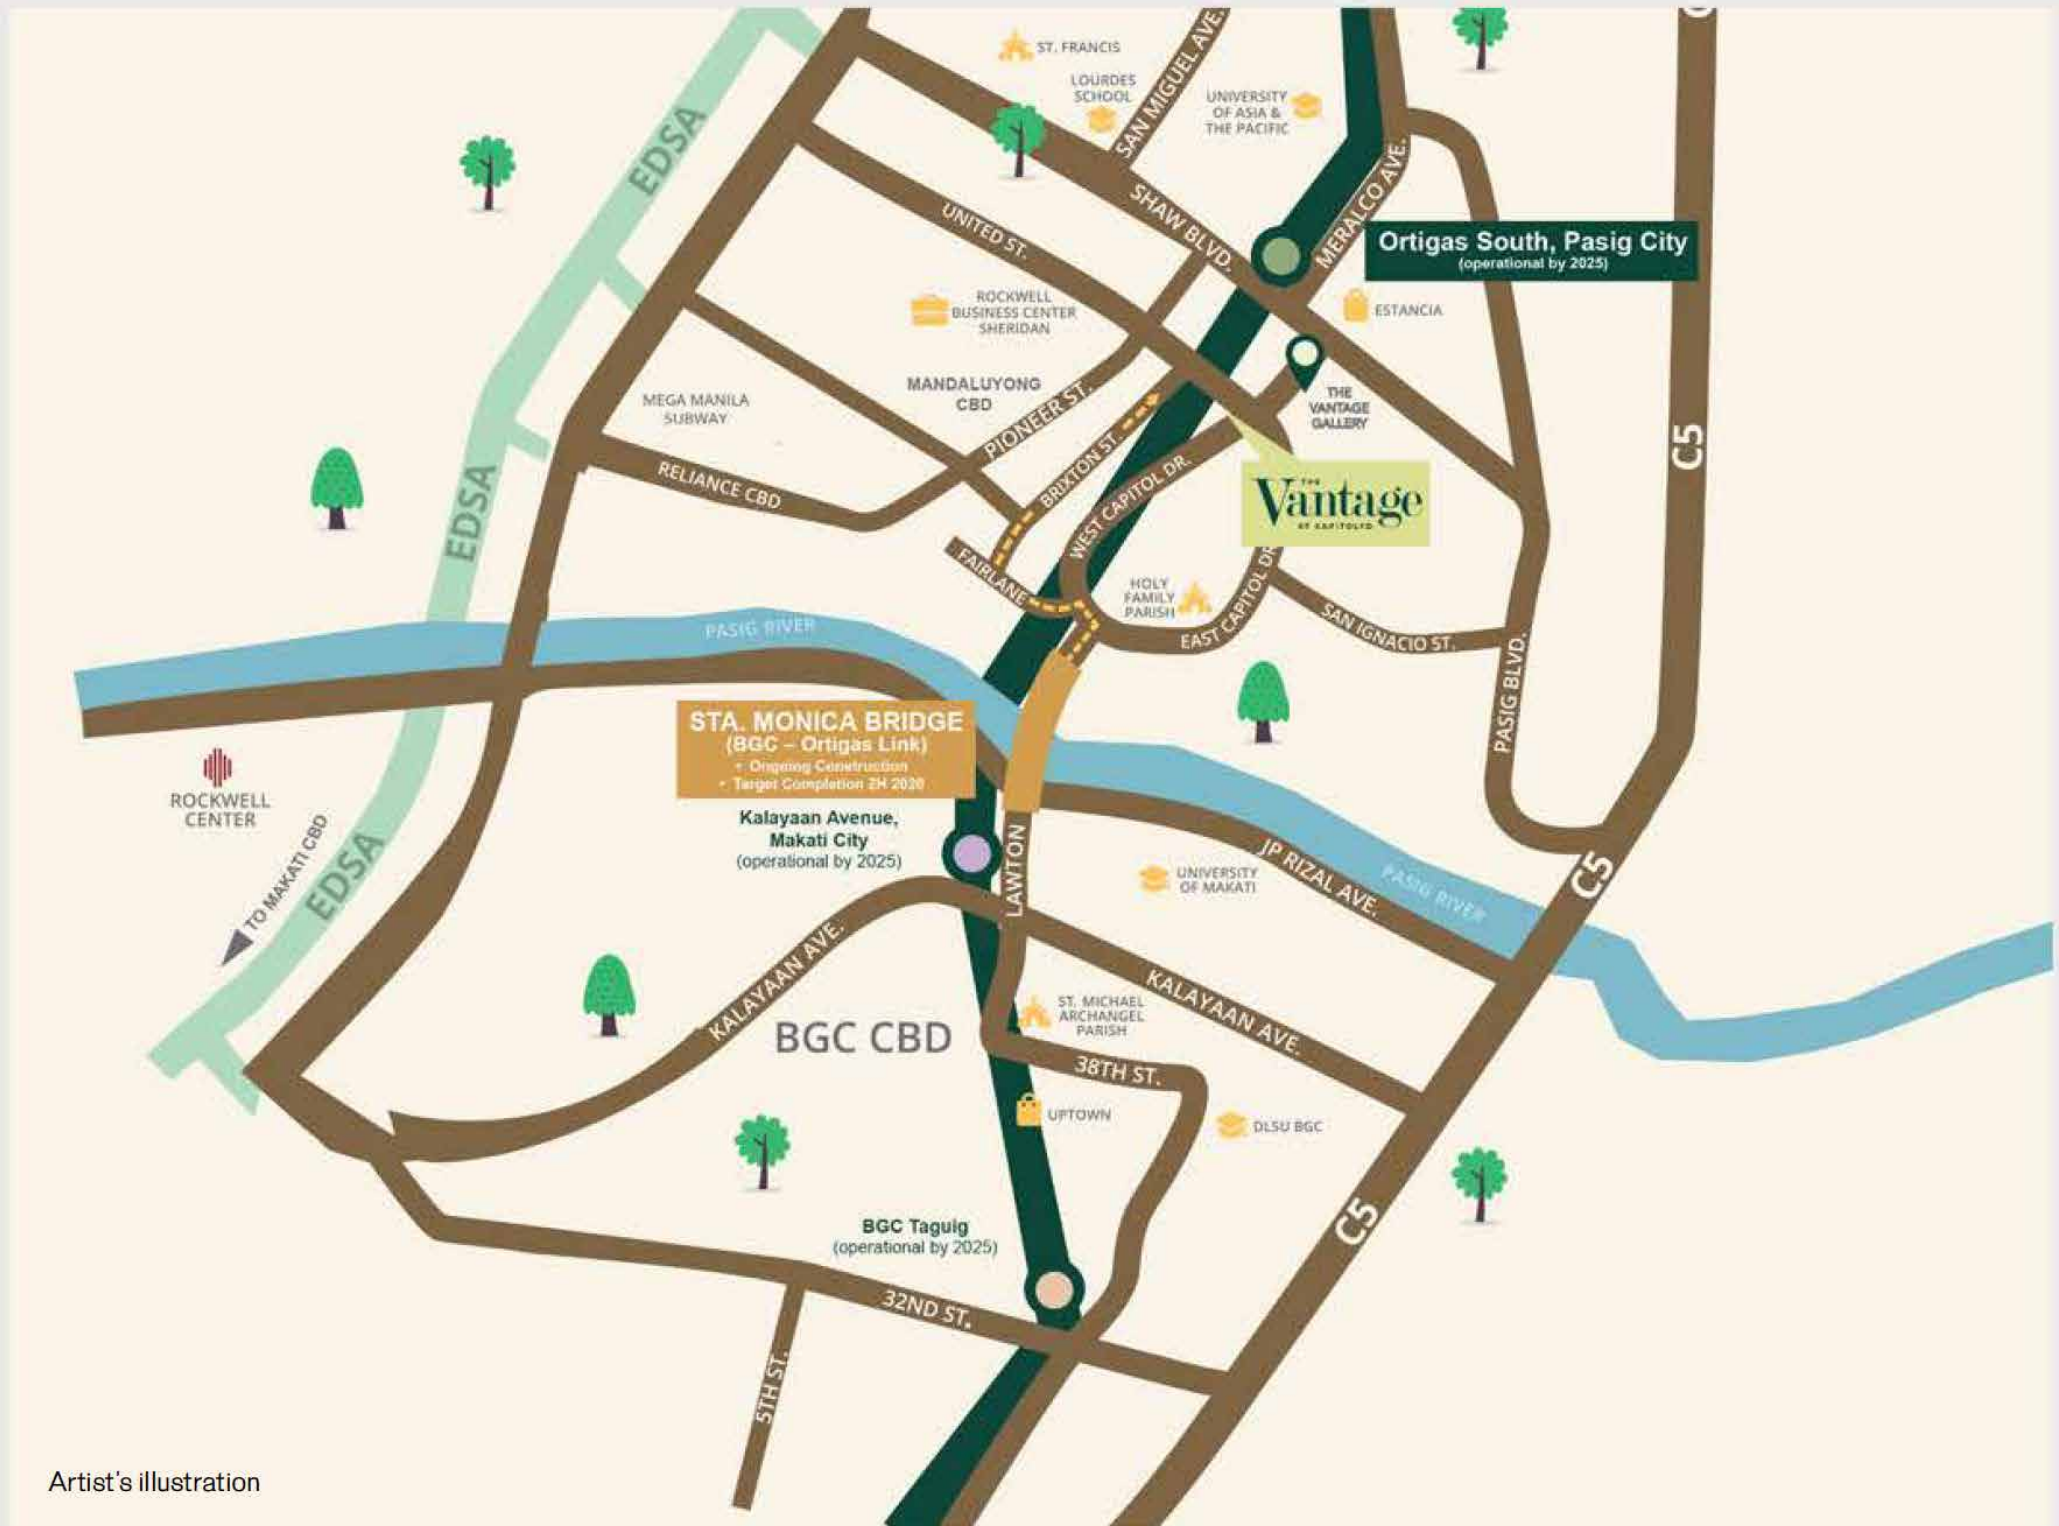 ST. FRANCIS
LOURDES
SCHOOL
SAN MIGUEL AVE.
UNIVERSITY
OF ASIA &
THE PACIFIC
EDSA
SHAW BLVD.
MERALCO AVE.
UNITED ST.
Ortigas South, Pasig City
(operational by 2025)
ROCKWELL
BUSINESS CENTER
SHERIDAN
ESTANCIA
MANDALUYONG
CBD
MEGA MANILA
SUBWAY
PIONEER ST.
THE
VANTAGE
GALLERY
C5
RELIANCE CBD
BRIXTON ST.
WEST CAPITOL DR.
THE
Vantage
AT KAPITOLYO
EDSA
FAIRLANE
HOLY
FAMILY
PARISH
EAST CAPITOL DR.
SAN IGNACIO ST.
PASIG RIVER
PASIG BLVD.
STA. MONICA BRIDGE
(BGC – Ortigas Link)
• Ongoing Construction
• Target Completion 2H 2020
ROCKWELL
CENTER
Kalayaan Avenue,
Makati City
(operational by 2025)
LAWTON
TO MAKATI CBD
EDSA
UNIVERSITY
OF MAKATI
JP RIZAL AVE.
PASIG RIVER
C5
KALAYAAN AVE.
KALAYAAN AVE.
BGC CBD
ST. MICHAEL
ARCHANGEL
PARISH
38TH ST.
UPTOWN
DLSU BGC
C5
BGC Taguig
(operational by 2025)
32ND ST.
5TH ST.
Artist's illustration